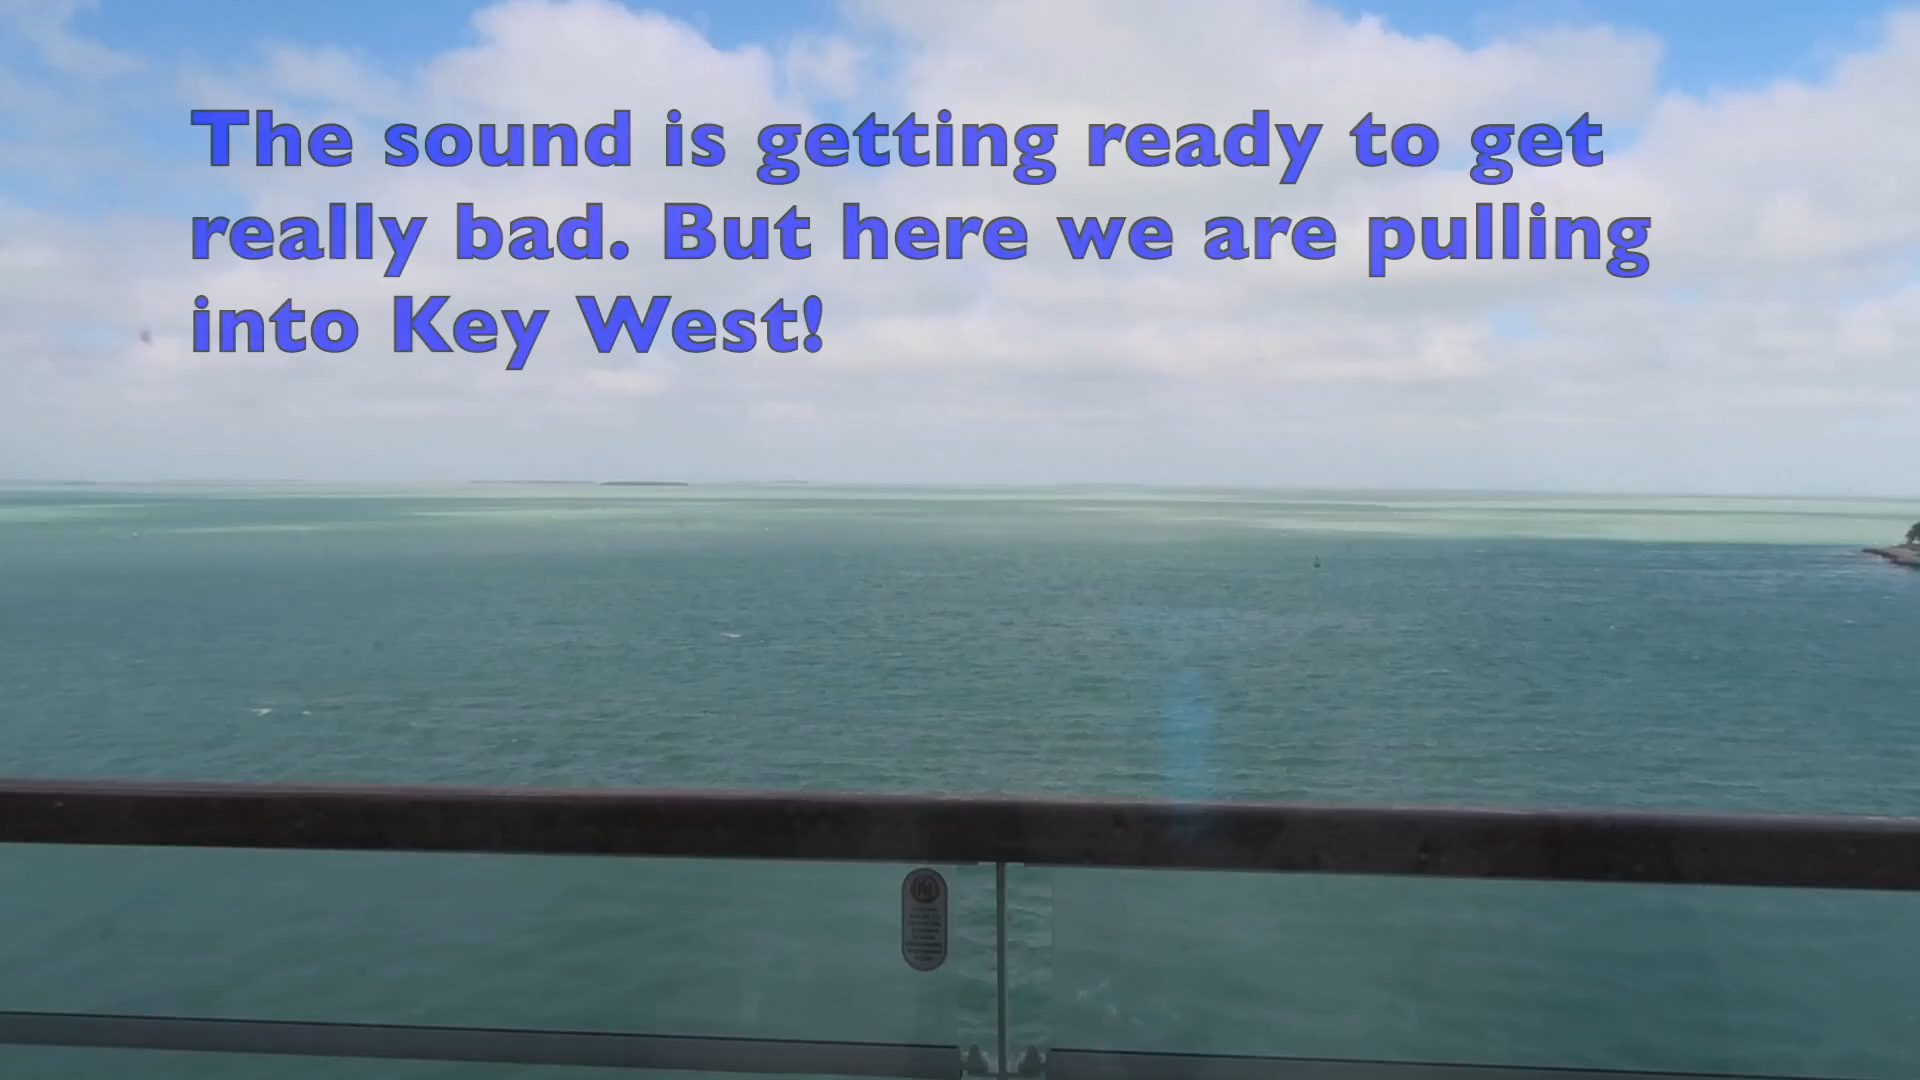 The sound is getting ready to get
really bad. But here we are pulling
into Key West!